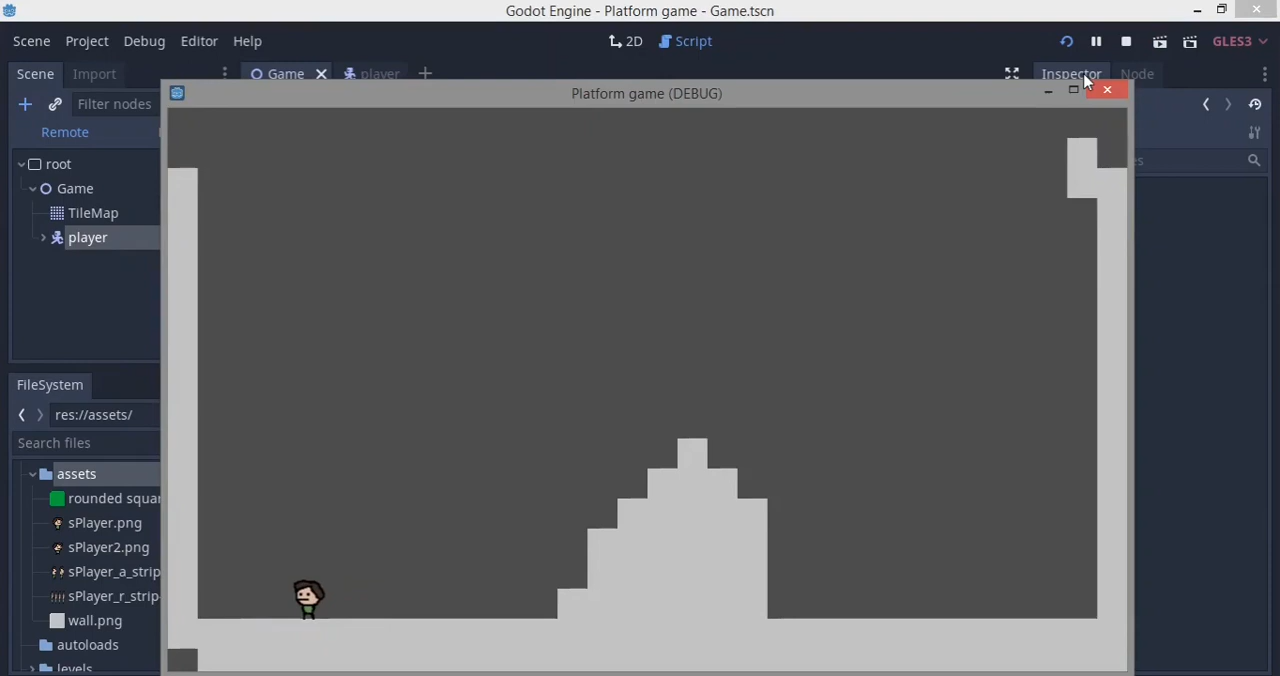 Godot Engine - Platform game - Game.tscn
Scene Project Debug Editor Help 2D Script GLES3
Scene Import Game player Inspector Node
Filter nodes Platform game (DEBUG)
Remote
root
Game
TileMap
player
FileSystem
res://assets/
Search files
assets
rounded squar
sPlayer.png
sPlayer2.png
sPlayer_a_strip
sPlayer_r_strip
wall.png
autoloads
levels